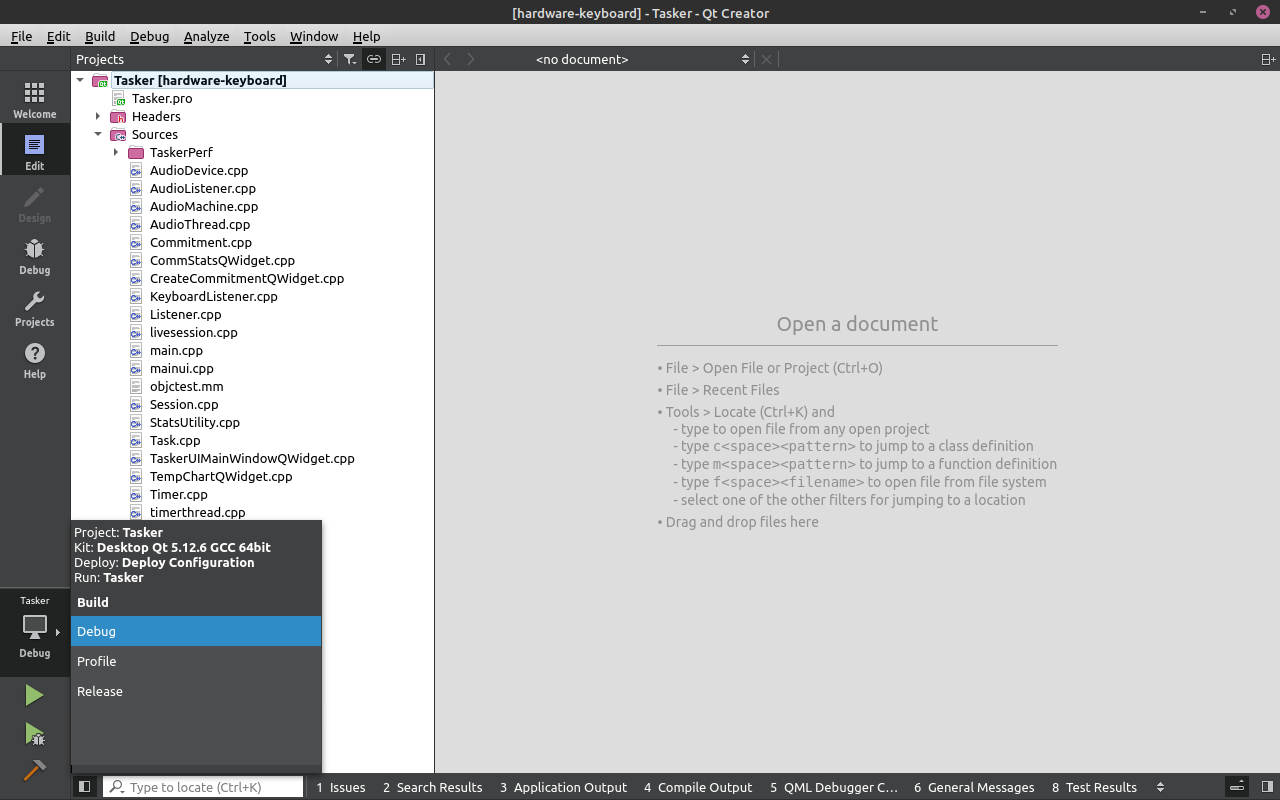 [hardware-keyboard] - Tasker - Qt Creator
File Edit Build Debug Analyze Tools Window Help
Projects
<no document>
Welcome
Edit
Design
Debug
Projects
Help
Tasker [hardware-keyboard]
Tasker.pro
Headers
Sources
TaskerPerf
AudioDevice.cpp
AudioListener.cpp
AudioMachine.cpp
AudioThread.cpp
Commitment.cpp
CommStatsQWidget.cpp
CreateCommitmentQWidget.cpp
KeyboardListener.cpp
Listener.cpp
livesession.cpp
main.cpp
mainui.cpp
objctest.mm
Session.cpp
StatsUtility.cpp
Task.cpp
TaskerUIMainWindowQWidget.cpp
TempChartQWidget.cpp
Timer.cpp
timerthread.cpp
Open a document
• File > Open File or Project (Ctrl+O)
• File > Recent Files
• Tools > Locate (Ctrl+K) and
- type to open file from any open project
- type c<space><pattern> to jump to a class definition
- type m<space><pattern> to jump to a function definition
- type f<space><filename> to open file from file system
- select one of the other filters for jumping to a location
• Drag and drop files here
Project: Tasker
Kit: Desktop Qt 5.12.6 GCC 64bit
Deploy: Deploy Configuration
Run: Tasker
Build
Debug
Profile
Release
Tasker
Debug
Type to locate (Ctrl+K)
1 Issues 2 Search Results 3 Application Output 4 Compile Output 5 QML Debugger C... 6 General Messages 8 Test Results